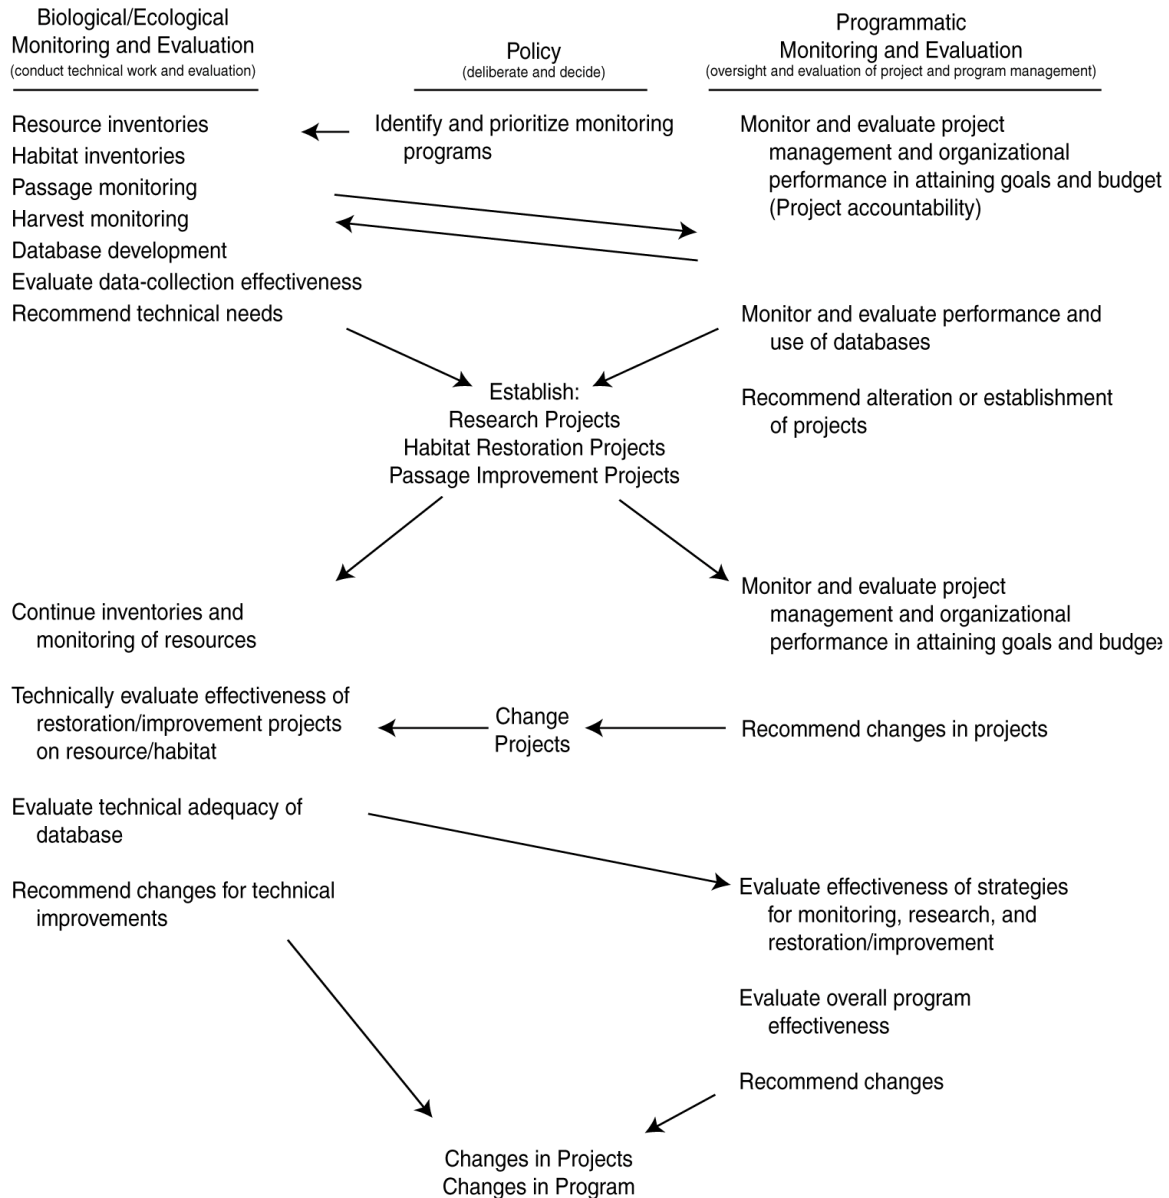 Biological/Ecological
Monitoring and Evaluation
(conduct technical work and evaluation)
Policy
(deliberate and decide)
Programmatic
Monitoring and Evaluation
(oversight and evaluation of project and program management)
Resource inventories
Habitat inventories
Passage monitoring
Harvest monitoring
Database development
Evaluate data-collection effectiveness
Recommend technical needs
Identify and prioritize monitoring
programs
Monitor and evaluate project
management and organizational
performance in attaining goals and budget
(Project accountability)
Monitor and evaluate performance and
use of databases
Recommend alteration or establishment
of projects
Establish:
Research Projects
Habitat Restoration Projects
Passage Improvement Projects
Continue inventories and
monitoring of resources
Technically evaluate effectiveness of
restoration/improvement projects
on resource/habitat
Evaluate technical adequacy of
database
Recommend changes for technical
improvements
Change
Projects
Monitor and evaluate project
management and organizational
performance in attaining goals and
Recommend changes in projects
Evaluate effectiveness of strategies
for monitoring, research, and
restoration/improvement
Evaluate overall program
effectiveness
Recommend changes
Changes in Projects
Changes in Program